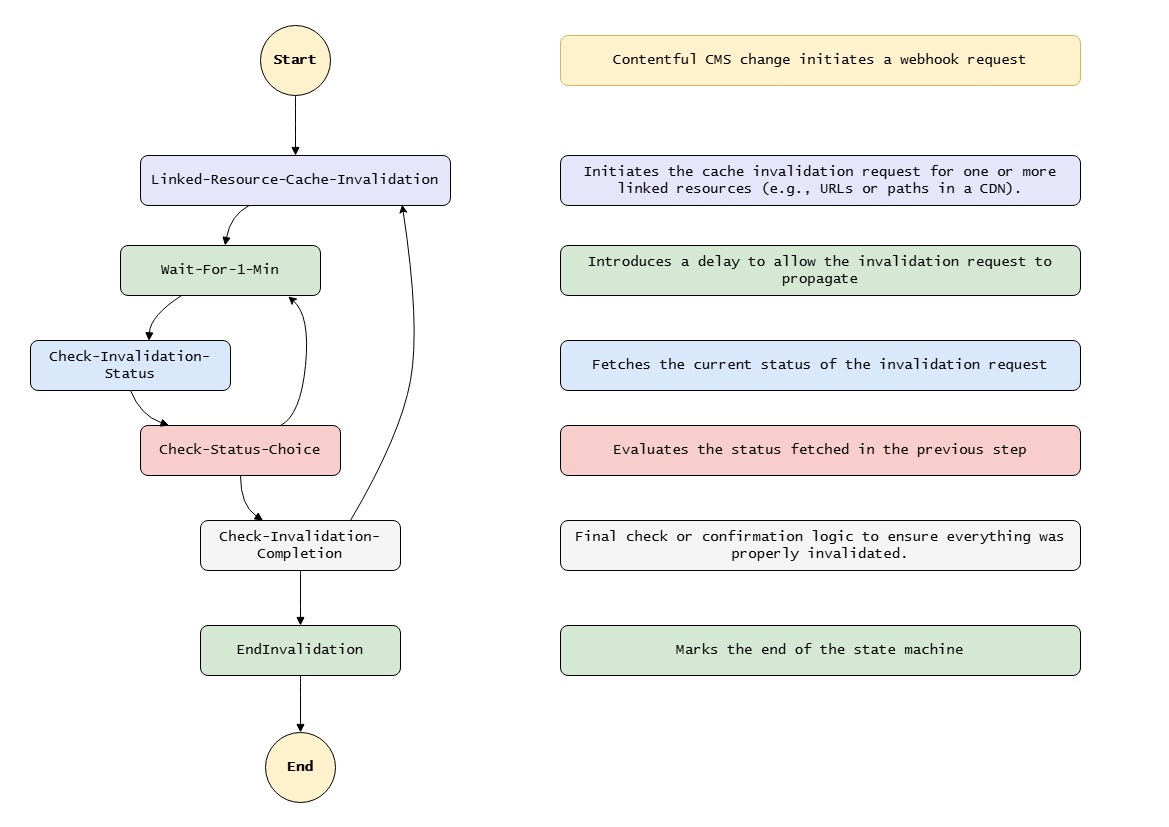 Start
Contentful CMS change initiates a webhook request
Linked-Resource-Cache-Invalidation
Initiates the cache invalidation request for one or more
linked resources (e.g., URLs or paths in a CDN).
Wait-For-1-Min
Introduces a delay to allow the invalidation request to
propagate
Check-Invalidation-
Status
Fetches the current status of the invalidation request
Check-Status-Choice
Evaluates the status fetched in the previous step
Check-Invalidation-
Completion
Final check or confirmation logic to ensure everything was
properly invalidated.
EndInvalidation
Marks the end of the state machine
End